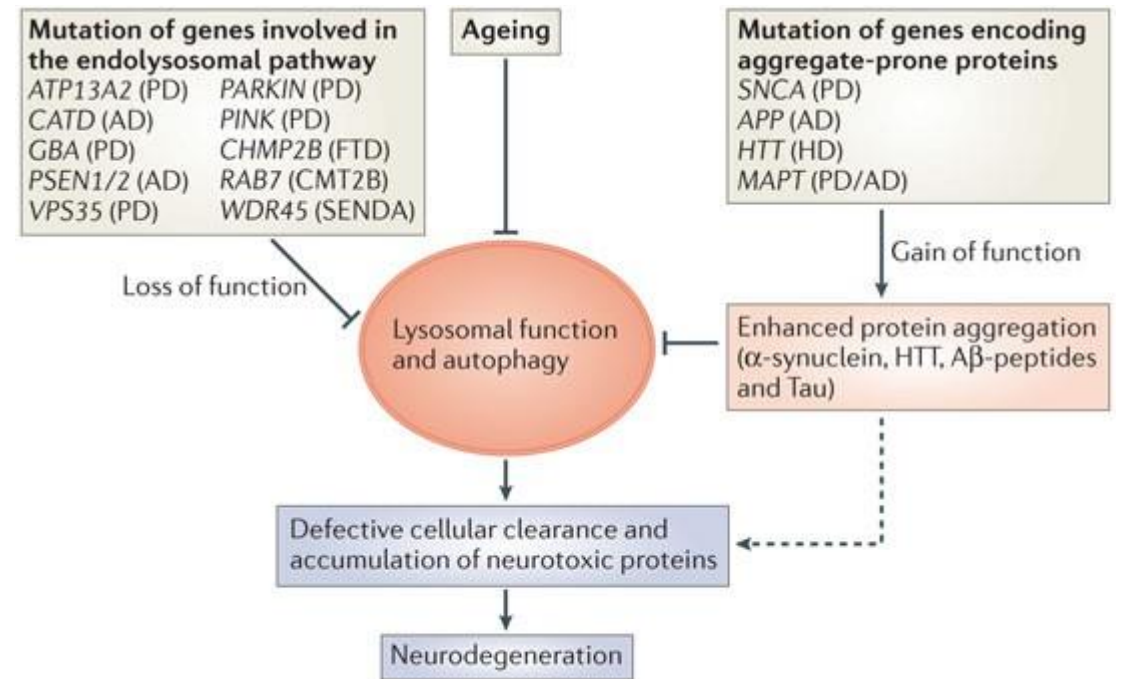 Mutation of genes involved in
the endolysosomal pathway
ATP13A2 (PD) PARKIN (PD)
CATD (AD) PINK (PD)
GBA (PD) CHMP2B (FTD)
PSEN1/2 (AD) RAB7 (CMT2B)
VPS35 (PD) WDR45 (SENDA)
Ageing
Mutation of genes encoding
aggregate-prone proteins
SNCA (PD)
APP (AD)
HTT (HD)
MAPT (PD/AD)
Loss of function
Gain of function
Lysosomal function
and autophagy
Enhanced protein aggregation
(α-synuclein, HTT, Aβ-peptides
and Tau)
Defective cellular clearance and
accumulation of neurotoxic proteins
Neurodegeneration